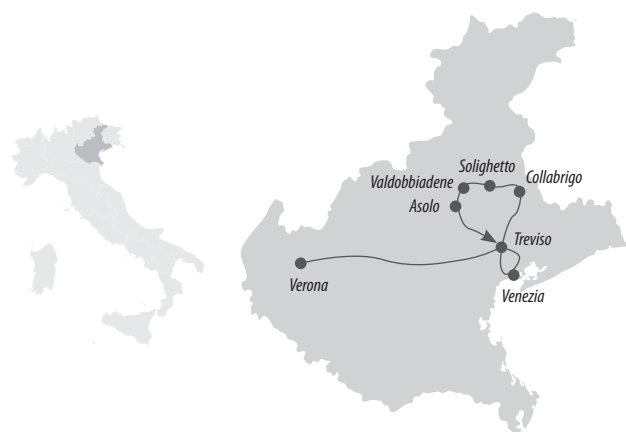 Solighetto
Valdobbiadene
Collabrigo
Asolo
Treviso
Verona
Venezia